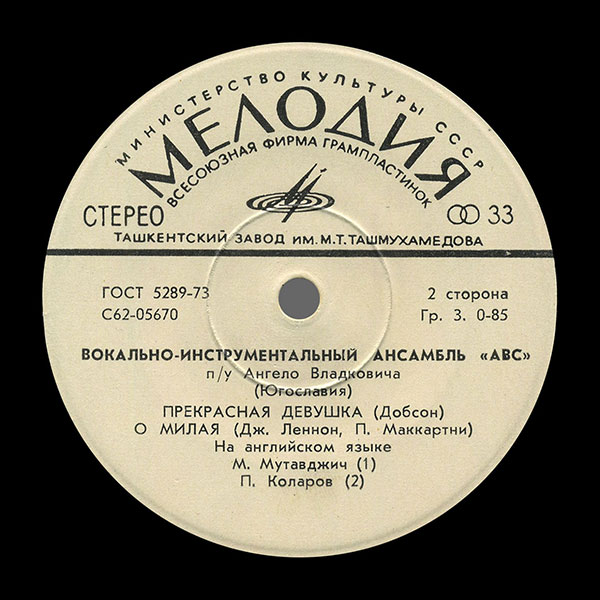 МИНИСТЕРСТВО КУЛЬТУРЫ СССР
МЕЛОДИЯ
ВСЕСОЮЗНАЯ ФИРМА ГРАМПЛАСТИНОК
СТЕРЕО 33
ТАШКЕНТСКИЙ ЗАВОД ИМ. М.Т. ТАШМУХАМЕДОВА
ГОСТ 5289-73 2 сторона
С62-05670 Гр. 3. 0-85
ВОКАЛЬНО-ИНСТРУМЕНТАЛЬНЫЙ АНСАМБЛЬ «АВС»
п/у Ангело Владковича
(Югославия)
ПРЕКРАСНАЯ ДЕВУШКА (Добсон)
О МИЛАЯ (Дж. Леннон, П. Маккартни)
На английском языке
М. Мутавджич (1)
П. Коларов (2)